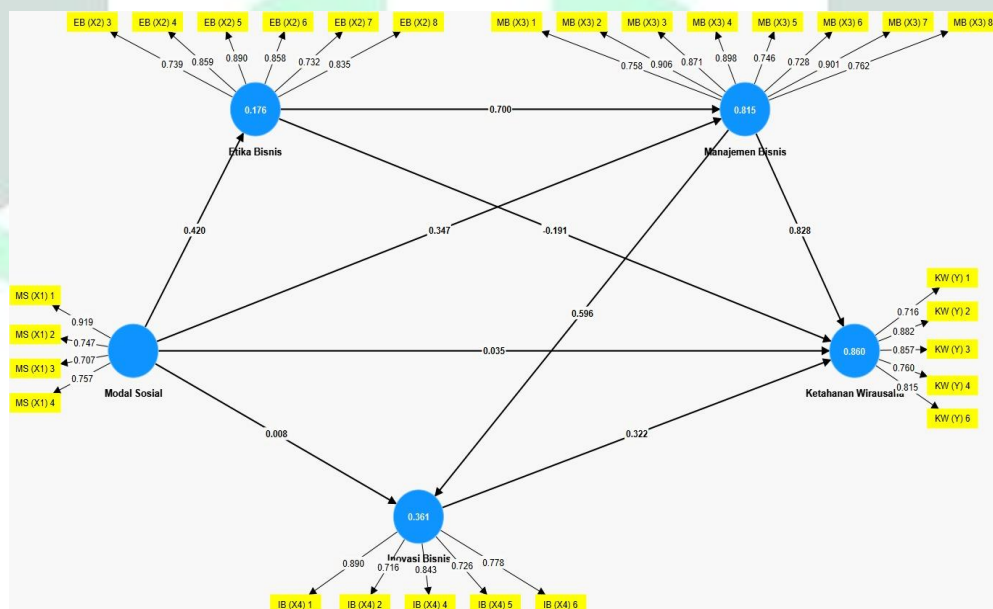 EB (X2) 3 EB (X2) 4 EB (X2) 5 EB (X2) 6 EB (X2) 7 EB (X2) 8
MB (X3) 1 MB (X3) 2 MB (X3) 3 MB (X3) 4 MB (X3) 5 MB (X3) 6 MB (X3) 7 MB (X3) 8
0.739 0.859 0.890 0.858 0.732 0.835
0.758 0.906 0.871 0.898 0.746 0.728 0.901 0.762
0.176
0.700
0.815
Etika Bisnis
Manajemen Bisnis
0.420
0.347
-0.191
0.828
MS (X1) 1
0.919
MS (X1) 2
0.747
MS (X1) 3
0.707
MS (X1) 4
0.757
Modal Sosial
0.596
0.035
KW (Y) 1
0.716
KW (Y) 2
0.882
KW (Y) 3
0.857
0.860
KW (Y) 4
0.760
0.815
KW (Y) 6
Ketahanan Wirausaha
0.008
0.322
0.361
Inovasi Bisnis
0.890 0.716 0.843 0.726 0.778
IB (X4) 1 IB (X4) 2 IB (X4) 4 IB (X4) 5 IB (X4) 6